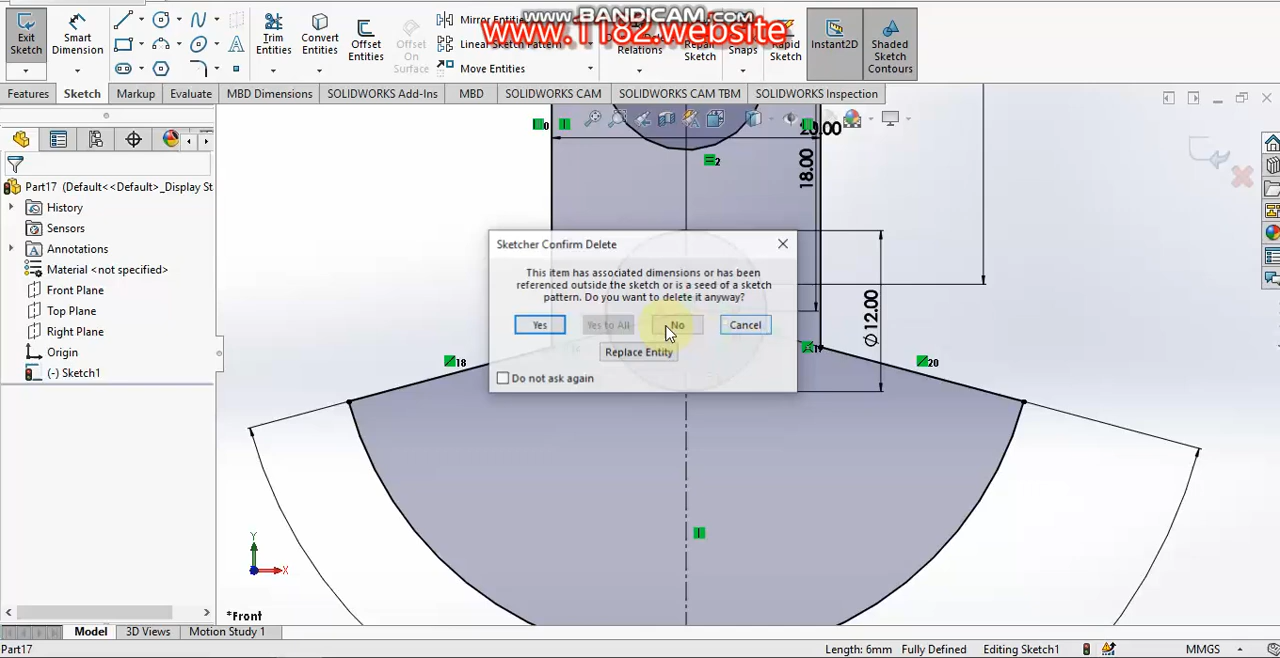 www.BANDICAM.com
www.1182.website
Exit Sketch
Smart Dimension
Trim Entities
Convert Entities
Offset Entities
Offset On Surface
Mirror Entities
Linear Sketch Pattern
Move Entities
Relations
Repair Sketch
Snaps
Rapid Sketch
Instant2D
Shaded Sketch Contours
Features
Sketch
Markup
Evaluate
MBD Dimensions
SOLIDWORKS Add-Ins
MBD
SOLIDWORKS CAM
SOLIDWORKS CAM TBM
SOLIDWORKS Inspection
Part17 (Default<<Default>_Display St
History
Sensors
Annotations
Material <not specified>
Front Plane
Top Plane
Right Plane
Origin
(-) Sketch1
18.00
2
Sketcher Confirm Delete
This item has associated dimensions or has been
referenced outside the sketch or is a seed of a sketch
pattern. Do you want to delete it anyway?
Yes
Yes to All
No
Cancel
Replace Entity
Do not ask again
⌀12.00
18
20
Y
X
*Front
Model
3D Views
Motion Study 1
Part17
Length: 6mm
Fully Defined
Editing Sketch1
MMGS